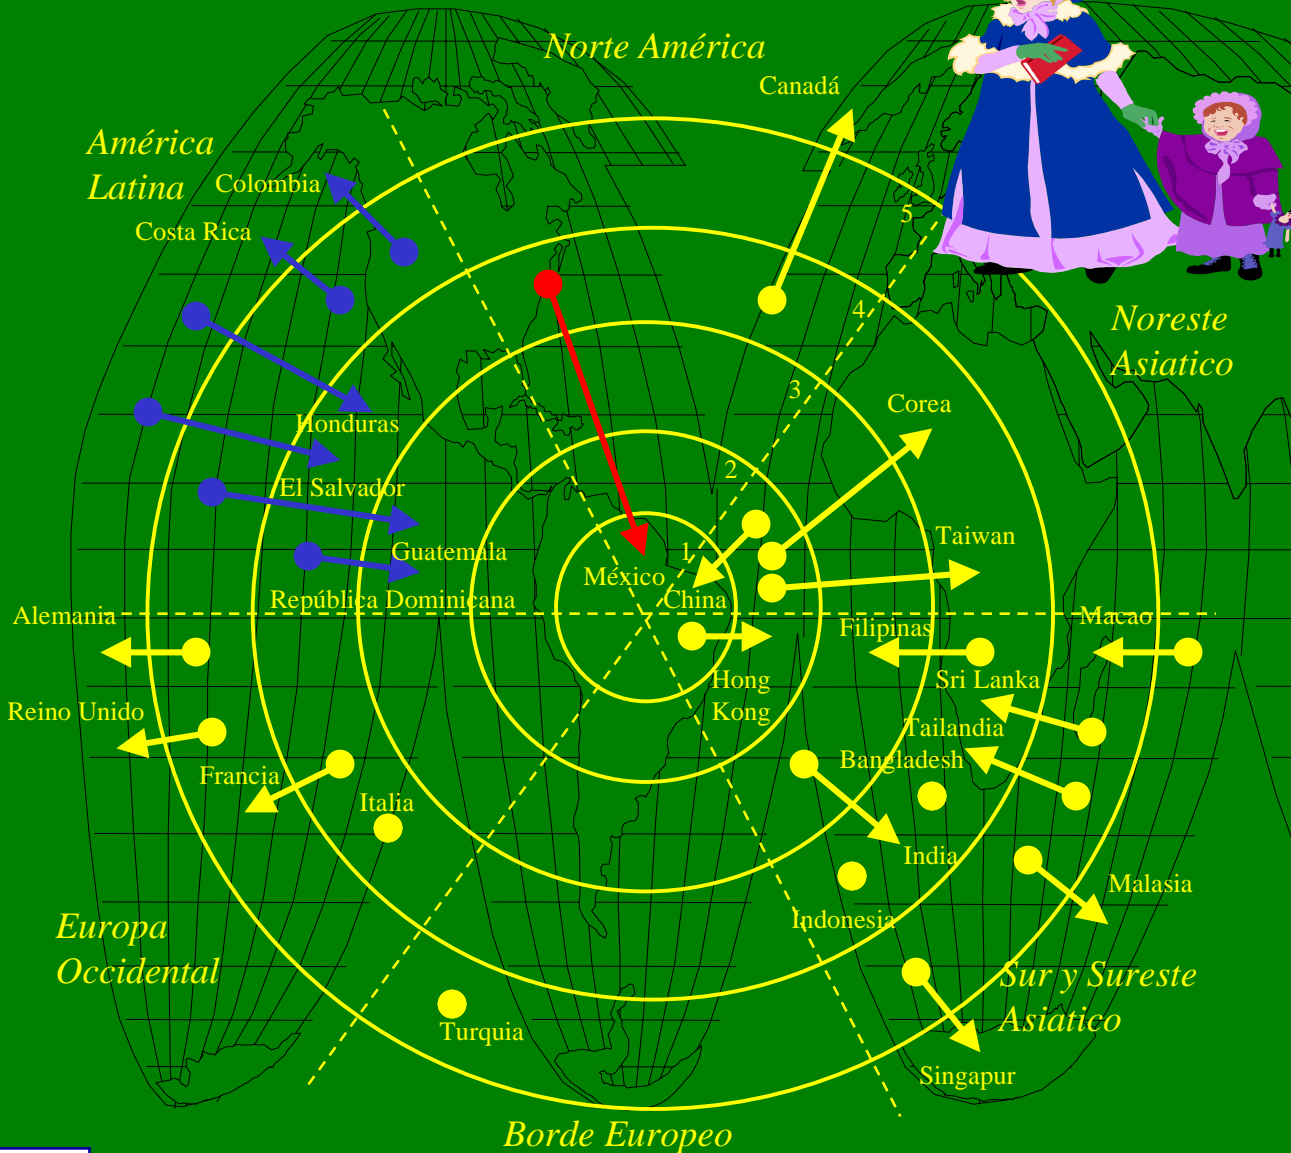 Norte América
Canadá
América
Latina
Colombia
Costa Rica
5
4
Noreste
Asiatico
3
Corea
Honduras
2
El Salvador
Taiwan
1
Guatemala
México
República Dominicana
China
Alemania
Filipinas
Macao
Hong
Kong
Sri Lanka
Reino Unido
Tailandia
Bangladesh
Francia
Italia
India
Malasia
Indonesia
Europa
Occidental
Sur y Sureste
Asiatico
Turquia
Singapur
Borde Europeo